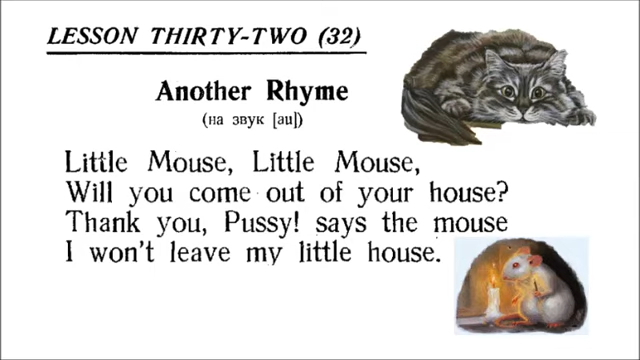 LESSON THIRTY-TWO (32)
Another Rhyme
(на звук [au])
Little Mouse, Little Mouse,
Will you come out of your house?
Thank you, Pussy! says the mouse
I won't leave my little house.